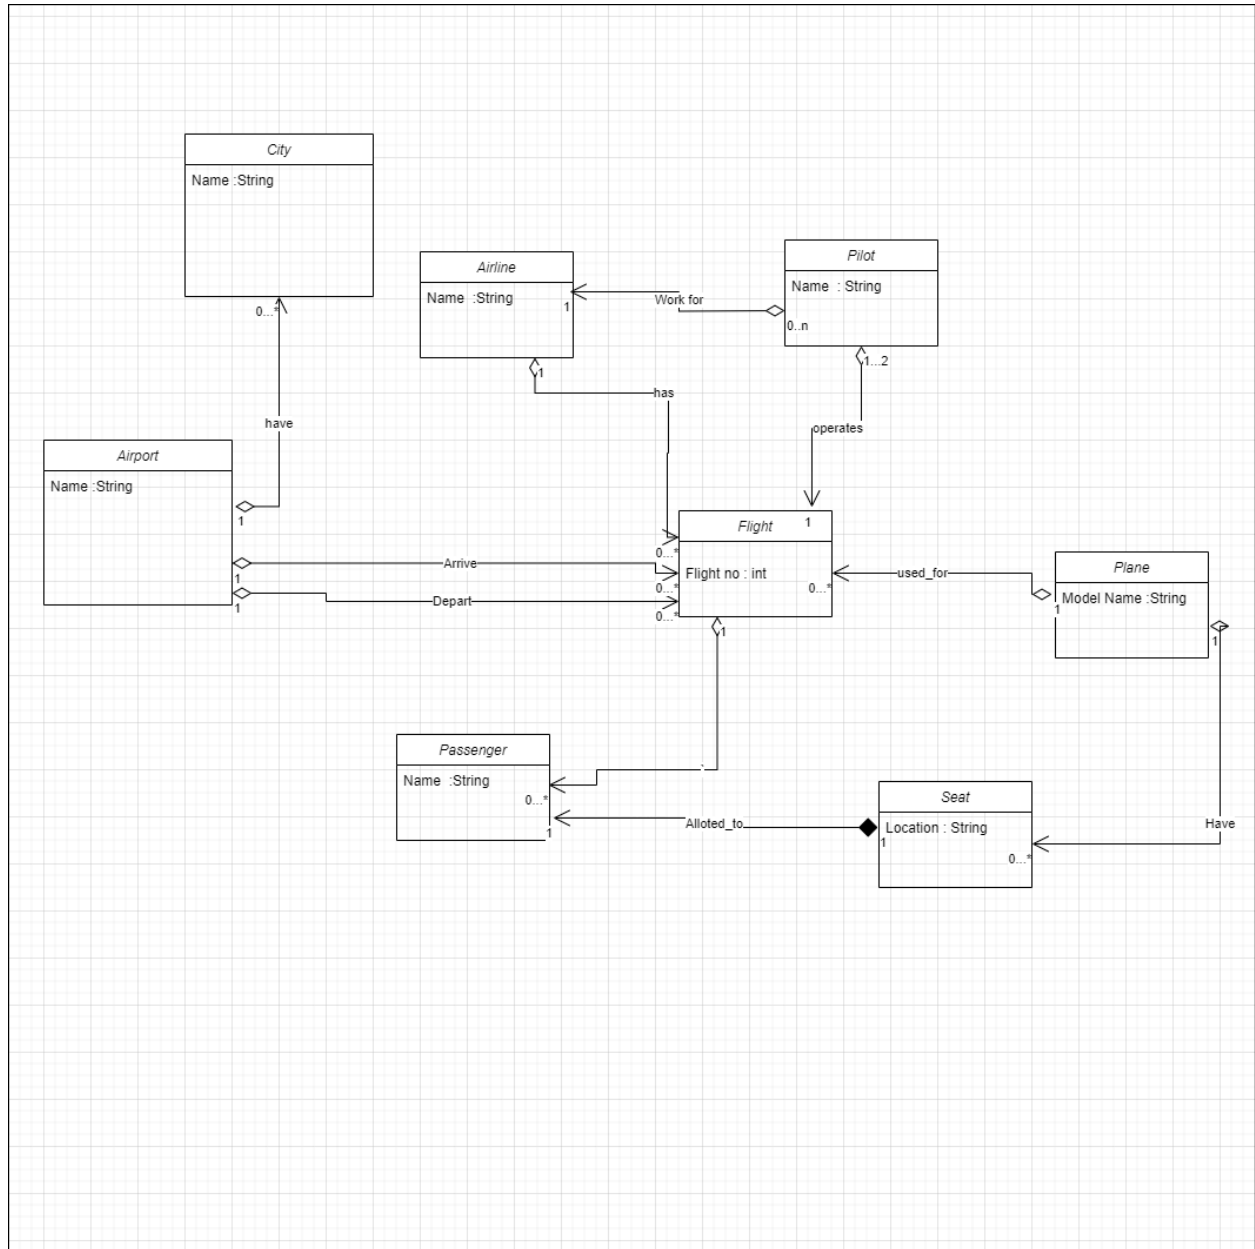 City
Name :String
0...*
have
Airline
Name  :String
1
1
Work for
Pilot
Name  : String
0..n
1...2
has
operates
Airport
Name :String
1
1
1
Arrive
Depart
Flight
1
0...*
Flight no : int
0...*
0...*
0...*
1
used_for
Plane
Model Name :String
1
1
Passenger
Name  :String
0...*
1
Alloted_to
Seat
Location : String
1
0...*
Have